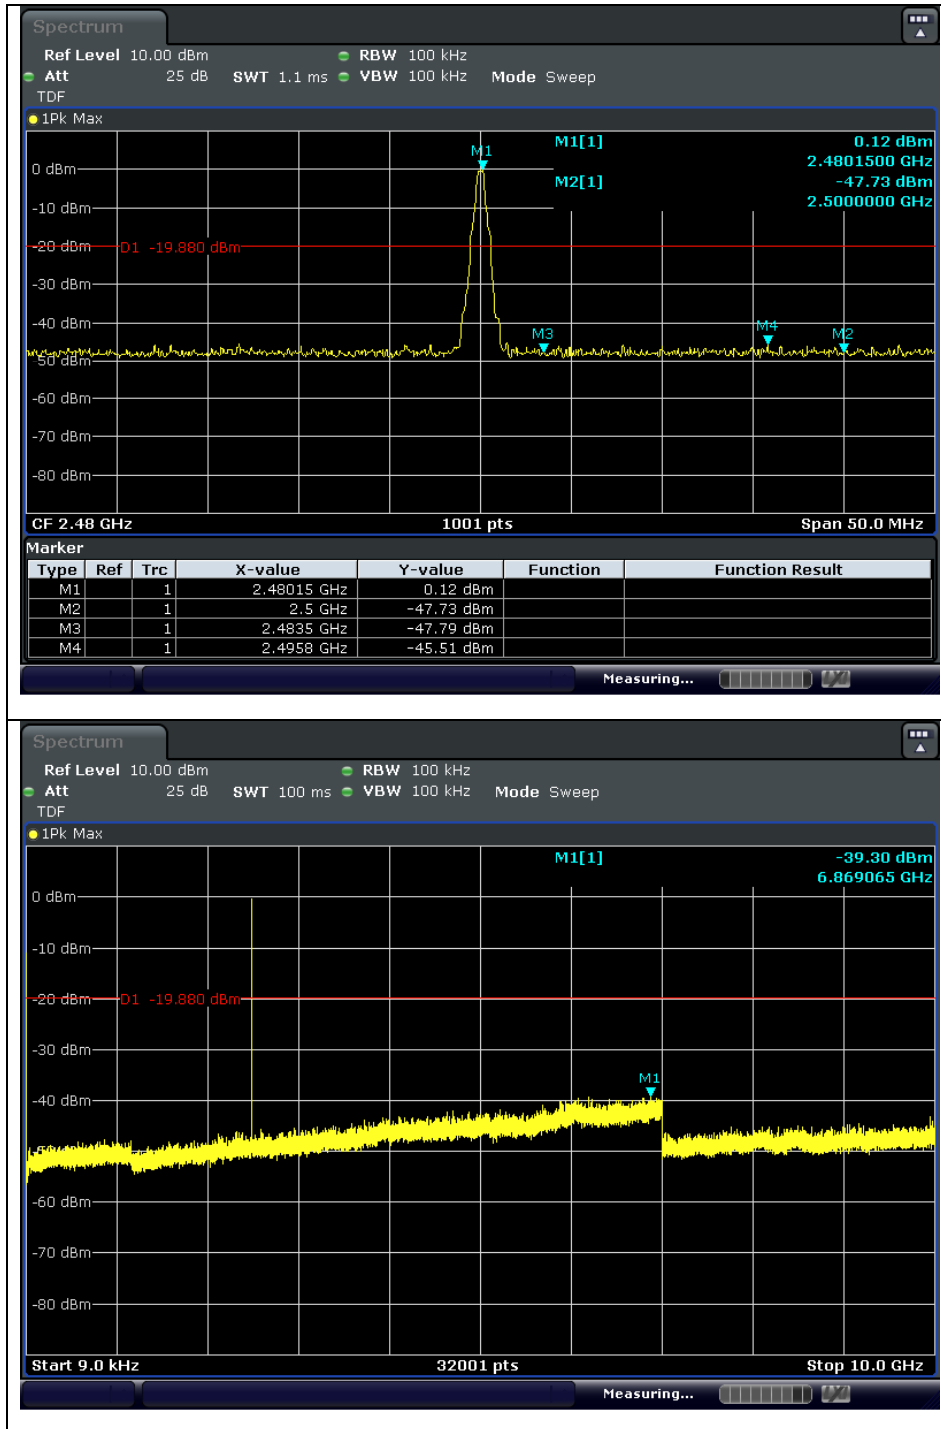 Spectrum
Ref Level 10.00 dBm RBW 100 kHz
Att 25 dB SWT 1.1 ms VBW 100 kHz Mode Sweep
TDF
1Pk Max
M1[1] 0.12 dBm
2.4801500 GHz
M2[1] -47.73 dBm
2.5000000 GHz
M1
0 dBm
-10 dBm
-20 dBm
D1 -19.880 dBm
-30 dBm
-40 dBm
M3
M4
M2
-50 dBm
-60 dBm
-70 dBm
-80 dBm
CF 2.48 GHz 1001 pts Span 50.0 MHz
Marker
Type Ref Trc X-value Y-value Function Function Result
M1 1 2.48015 GHz 0.12 dBm
M2 1 2.5 GHz -47.73 dBm
M3 1 2.4835 GHz -47.79 dBm
M4 1 2.4958 GHz -45.51 dBm
Measuring...
Spectrum
Ref Level 10.00 dBm RBW 100 kHz
Att 25 dB SWT 100 ms VBW 100 kHz Mode Sweep
TDF
1Pk Max
M1[1] -39.30 dBm
6.869065 GHz
0 dBm
-10 dBm
-20 dBm
D1 -19.880 dBm
-30 dBm
M1
-40 dBm
-60 dBm
-70 dBm
-80 dBm
Start 9.0 kHz 32001 pts Stop 10.0 GHz
Measuring...